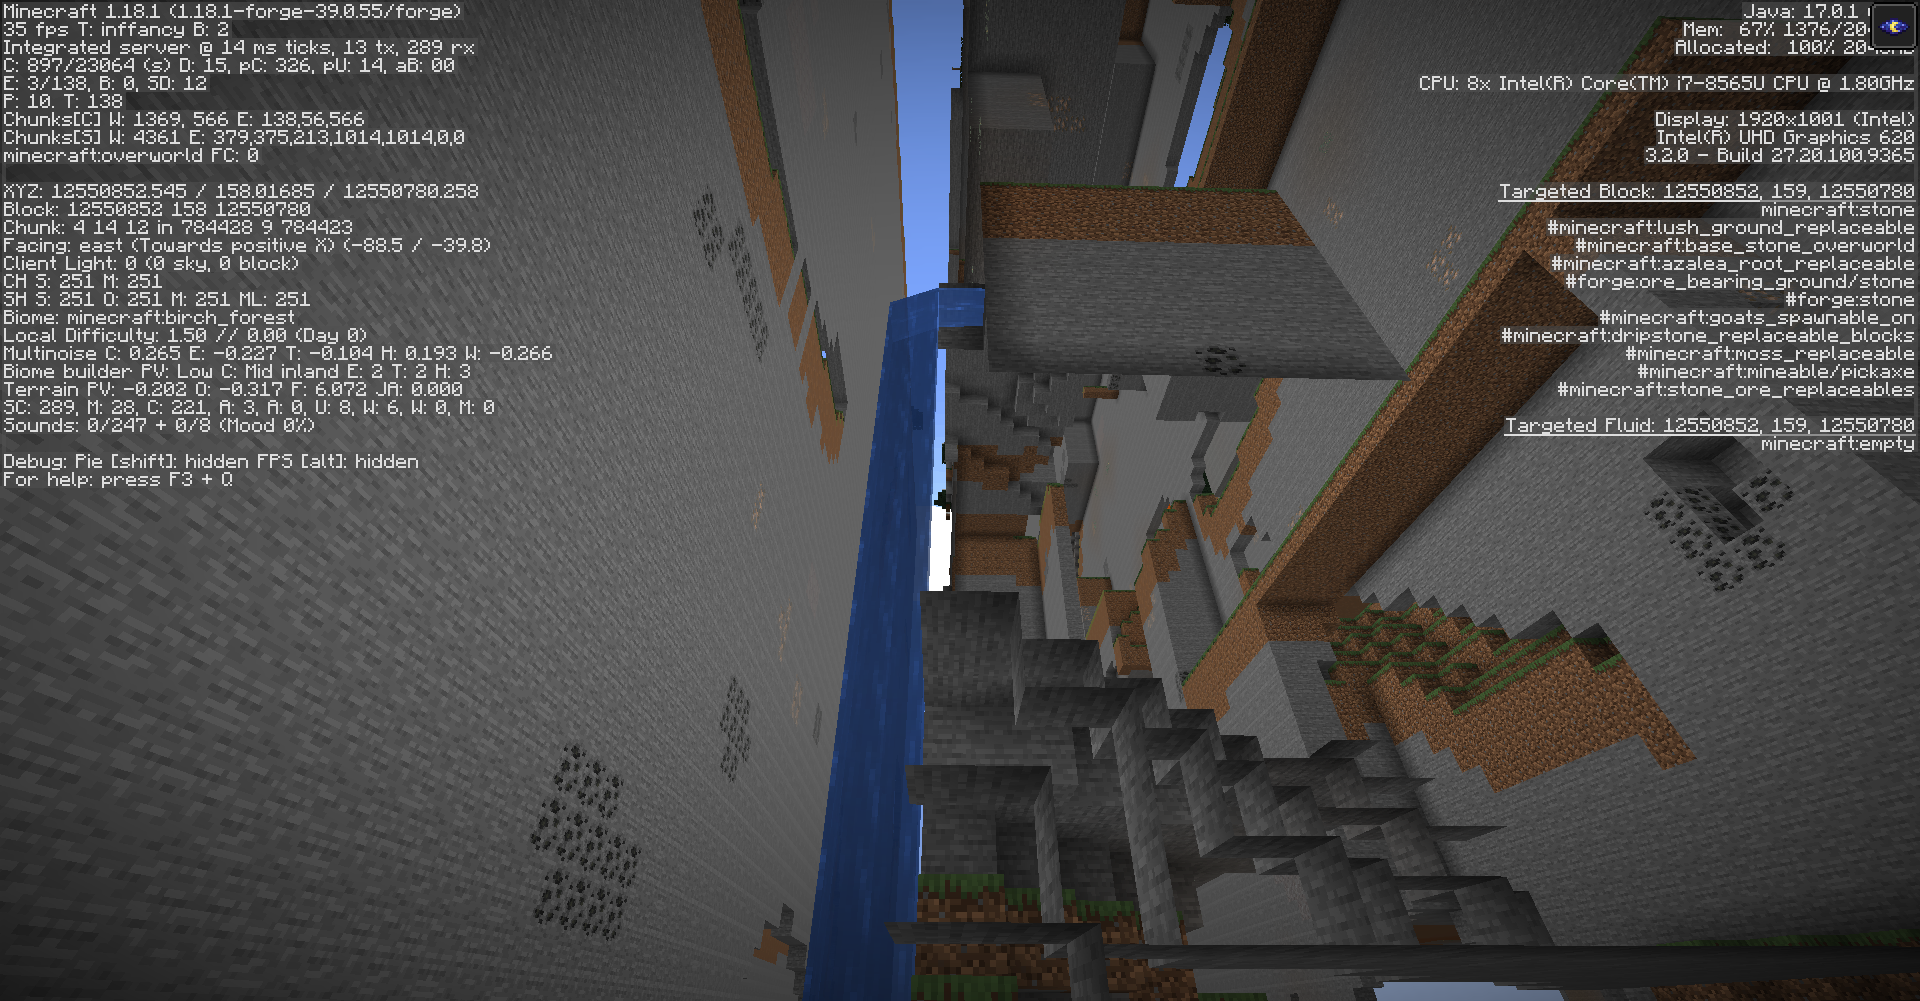 Minecraft 1.18.1 (1.18.1-forge-39.0.55/forge)
35 fps T: inffancy B: 2
Integrated server @ 14 ms ticks, 13 tx, 289 rx
C: 897/23064 (s) D: 15, pC: 326, pU: 14, aB: 00
E: 3/138, B: 0, SD: 12
P: 10. T: 138
Chunks[C] W: 1369, 566 E: 138,56,566
Chunks[S] W: 4361 E: 379,375,213,1014,1014,0,0
minecraft:overworld FC: 0
XYZ: 12550852.545 / 158.01685 / 12550780.258
Block: 12550852 158 12550780
Chunk: 4 14 12 in 784428 9 784423
Facing: east (Towards positive X) (-88.5 / -39.8)
Client Light: 0 (0 sky, 0 block)
CH S: 251 M: 251
SH S: 251 O: 251 M: 251 ML: 251
Biome: minecraft:birch_forest
Local Difficulty: 1.50 // 0.00 (Day 0)
Multinoise C: 0.265 E: -0.227 T: -0.104 H: 0.193 W: -0.266
Biome builder PV: Low C: Mid inland E: 2 T: 2 H: 3
Terrain PV: -0.202 O: -0.317 F: 6.072 JA: 0.000
SC: 289, M: 28, C: 221, A: 3, A: 0, U: 8, W: 6, W: 0, M: 0
Sounds: 0/247 + 0/8 (Mood 0%)
Debug: Pie [shift]: hidden FPS [alt]: hidden
For help: press F3 + Q
Java: 17.0.1
Mem: 67% 1376/20
Allocated: 100% 20
CPU: 8x Intel(R) Core(TM) i7-8565U CPU @ 1.80GHz
Display: 1920x1001 (Intel)
Intel(R) UHD Graphics 620
3.2.0 - Build 27.20.100.9365
Targeted Block: 12550852, 159, 12550780
minecraft:stone
#minecraft:lush_ground_replaceable
#minecraft:base_stone_overworld
#minecraft:azalea_root_replaceable
#forge:ore_bearing_ground/stone
#forge:stone
#minecraft:goats_spawnable_on
#minecraft:dripstone_replaceable_blocks
#minecraft:moss_replaceable
#minecraft:mineable/pickaxe
#minecraft:stone_ore_replaceables
Targeted Fluid: 12550852, 159, 12550780
minecraft:empty